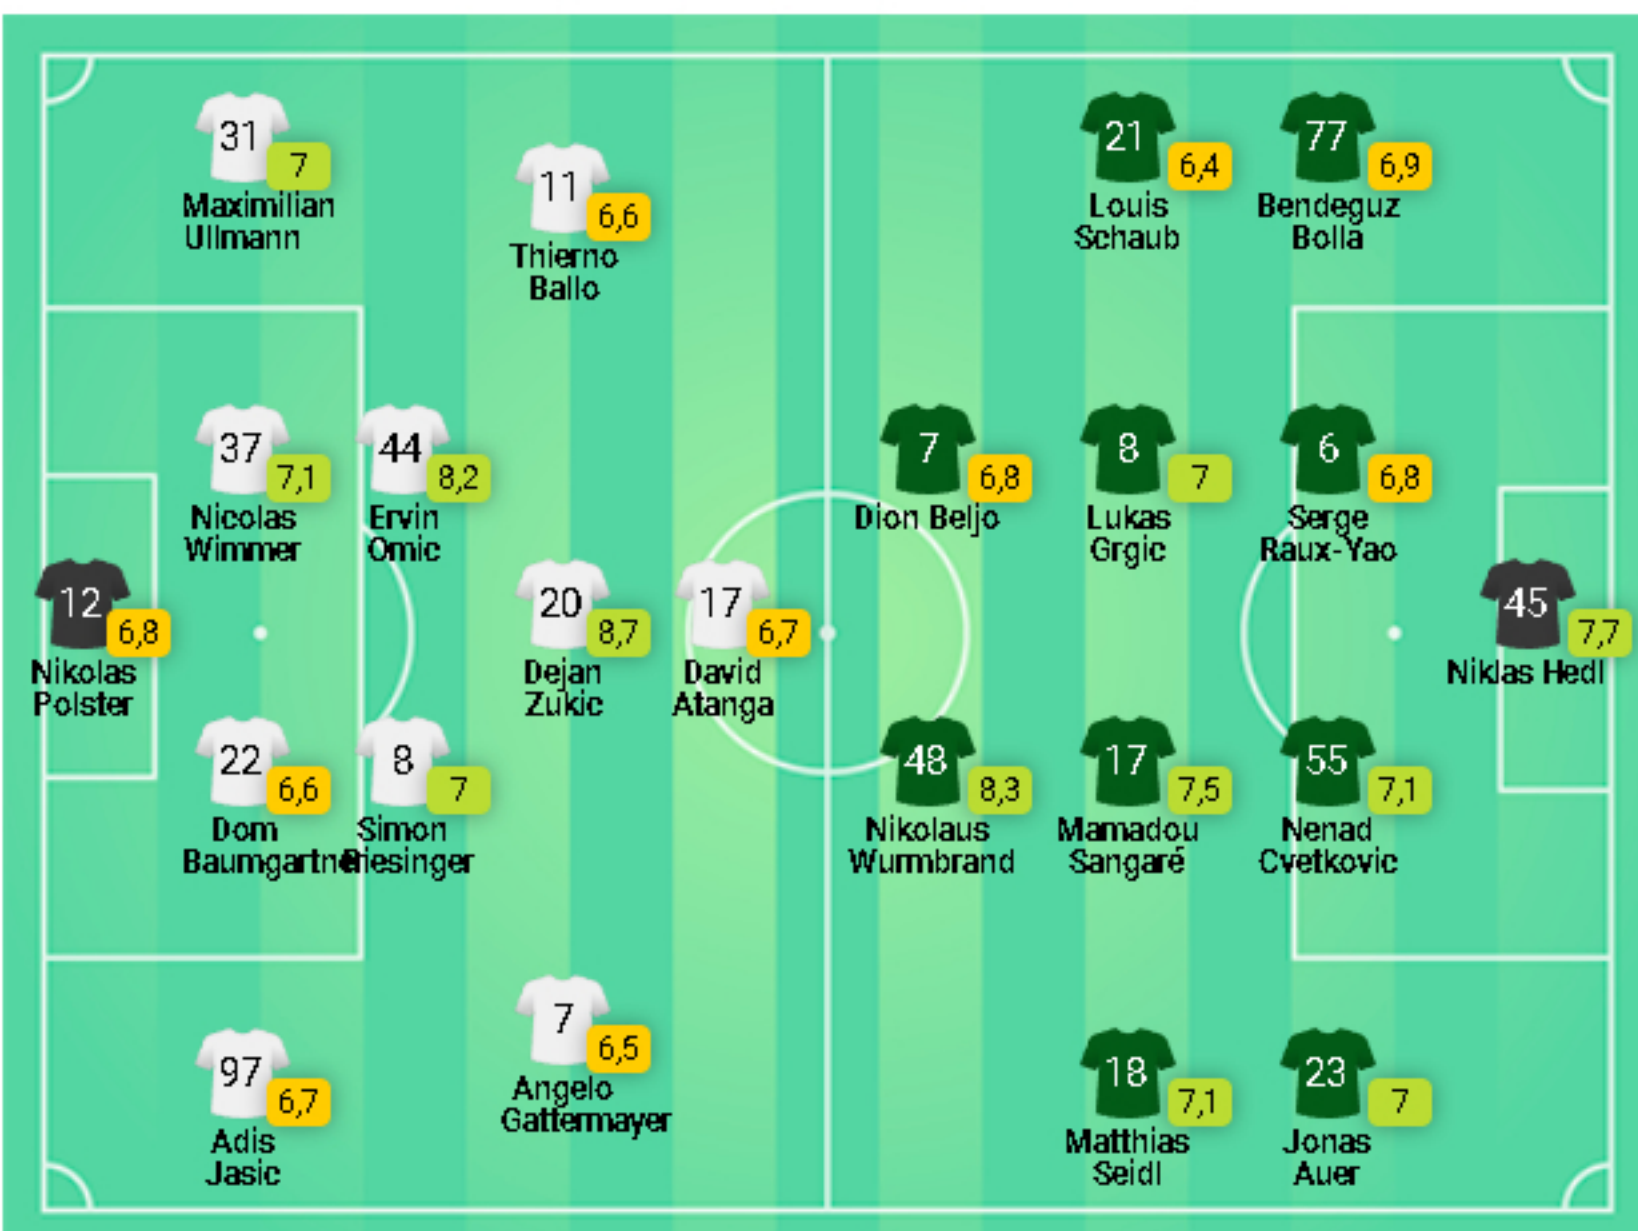 31
7
Maximilian
Ullmann
11
6,6
Thierno
Ballo
21
6,4
Louis
Schaub
77
6,9
Bendeguz
Bolla
37
7,1
Nicolas
Wimmer
44
8,2
Ervin
Omic
7
6,8
Dion Beljo
8
7
Lukas
Grgic
6
6,8
Serge
Raux-Yao
12
6,8
Nikolas
Polster
20
8,7
Dejan
Zukic
17
6,7
David
Atanga
45
7,7
Niklas Hedl
22
6,6
Dom
Baumgartner
8
7
Simon
Piesinger
48
8,3
Nikolaus
Wurmbrand
17
7,5
Mamadou
Sangaré
55
7,1
Nenad
Cvetkovic
97
6,7
Adis
Jasic
7
6,5
Angelo
Gattermayer
18
7,1
Matthias
Seidl
23
7
Jonas
Auer